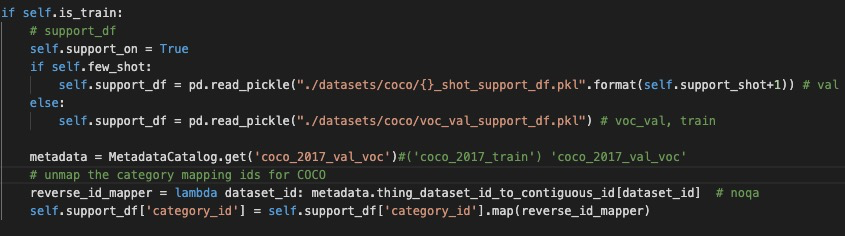 if self.is_train:
# support_df
self.support_on = True
if self.few_shot:
self.support_df = pd.read_pickle("./datasets/coco/{}_shot_support_df.pkl".format(self.support_shot+1)) # val
else:
self.support_df = pd.read_pickle("./datasets/coco/voc_val_support_df.pkl") # voc_val, train
metadata = MetadataCatalog.get('coco_2017_val_voc')#('coco_2017_train') 'coco_2017_val_voc'
# unmap the category mapping ids for COCO
reverse_id_mapper = lambda dataset_id: metadata.thing_dataset_id_to_contiguous_id[dataset_id]  # noqa
self.support_df['category_id'] = self.support_df['category_id'].map(reverse_id_mapper)